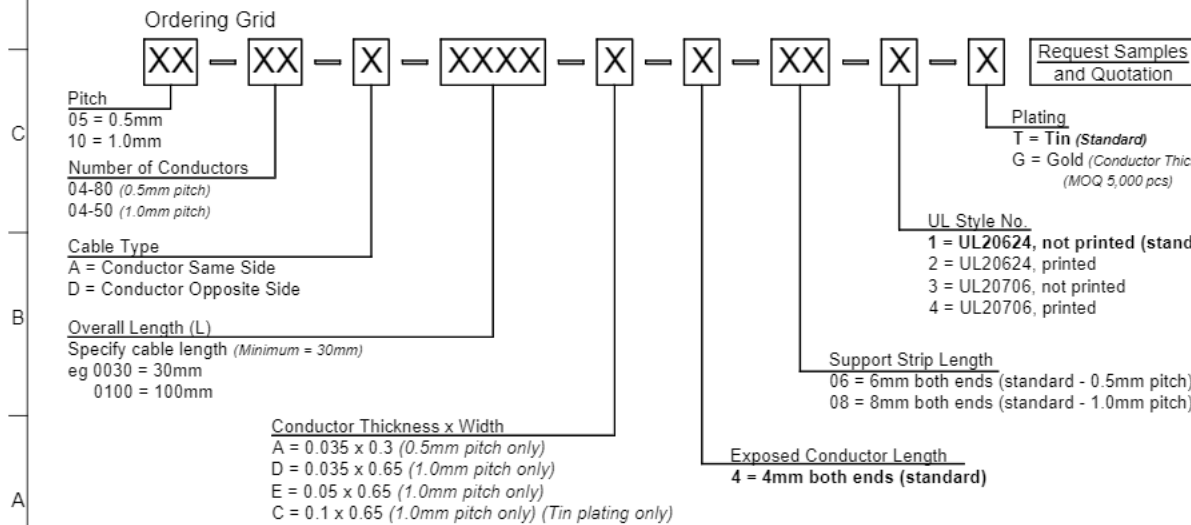 Ordering Grid
XX – XX – X – XXXX – X – X – XX – X – X
Request Samples
and Quotation
Pitch
05 = 0.5mm
10 = 1.0mm
Number of Conductors
04-80 (0.5mm pitch)
04-50 (1.0mm pitch)
Cable Type
A = Conductor Same Side
D = Conductor Opposite Side
Overall Length (L)
Specify cable length (Minimum = 30mm)
eg 0030 = 30mm
0100 = 100mm
Conductor Thickness x Width
A = 0.035 x 0.3 (0.5mm pitch only)
D = 0.035 x 0.65 (1.0mm pitch only)
E = 0.05 x 0.65 (1.0mm pitch only)
C = 0.1 x 0.65 (1.0mm pitch only) (Tin plating only)
Exposed Conductor Length
4 = 4mm both ends (standard)
Support Strip Length
06 = 6mm both ends (standard - 0.5mm pitch)
08 = 8mm both ends (standard - 1.0mm pitch)
UL Style No.
1 = UL20624, not printed (stand
2 = UL20624, printed
3 = UL20706, not printed
4 = UL20706, printed
Plating
T = Tin (Standard)
G = Gold (Conductor Thic
(MOQ 5,000 pcs)
C
B
A